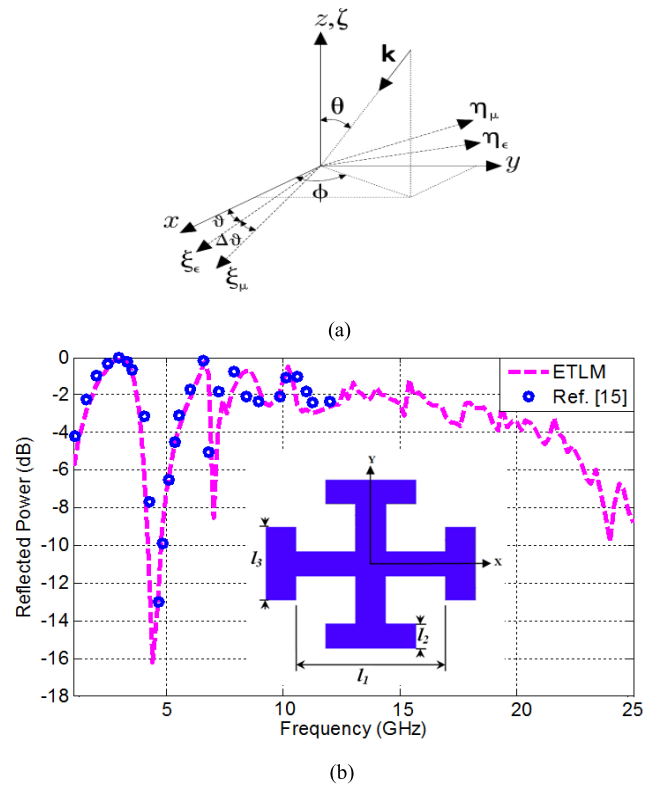 z,ζ
k
θ
η_μ
η_ϵ
y
ϕ
x
ϑ
Δϑ
ξ_ϵ
ξ_μ
(a)
0
-2
-4
-6
-8
-10
-12
-14
-16
-18
Reflected Power (dB)
ETLM
Ref. [15]
Y
X
l_3
l_2
l_1
5
10
15
20
25
Frequency (GHz)
(b)